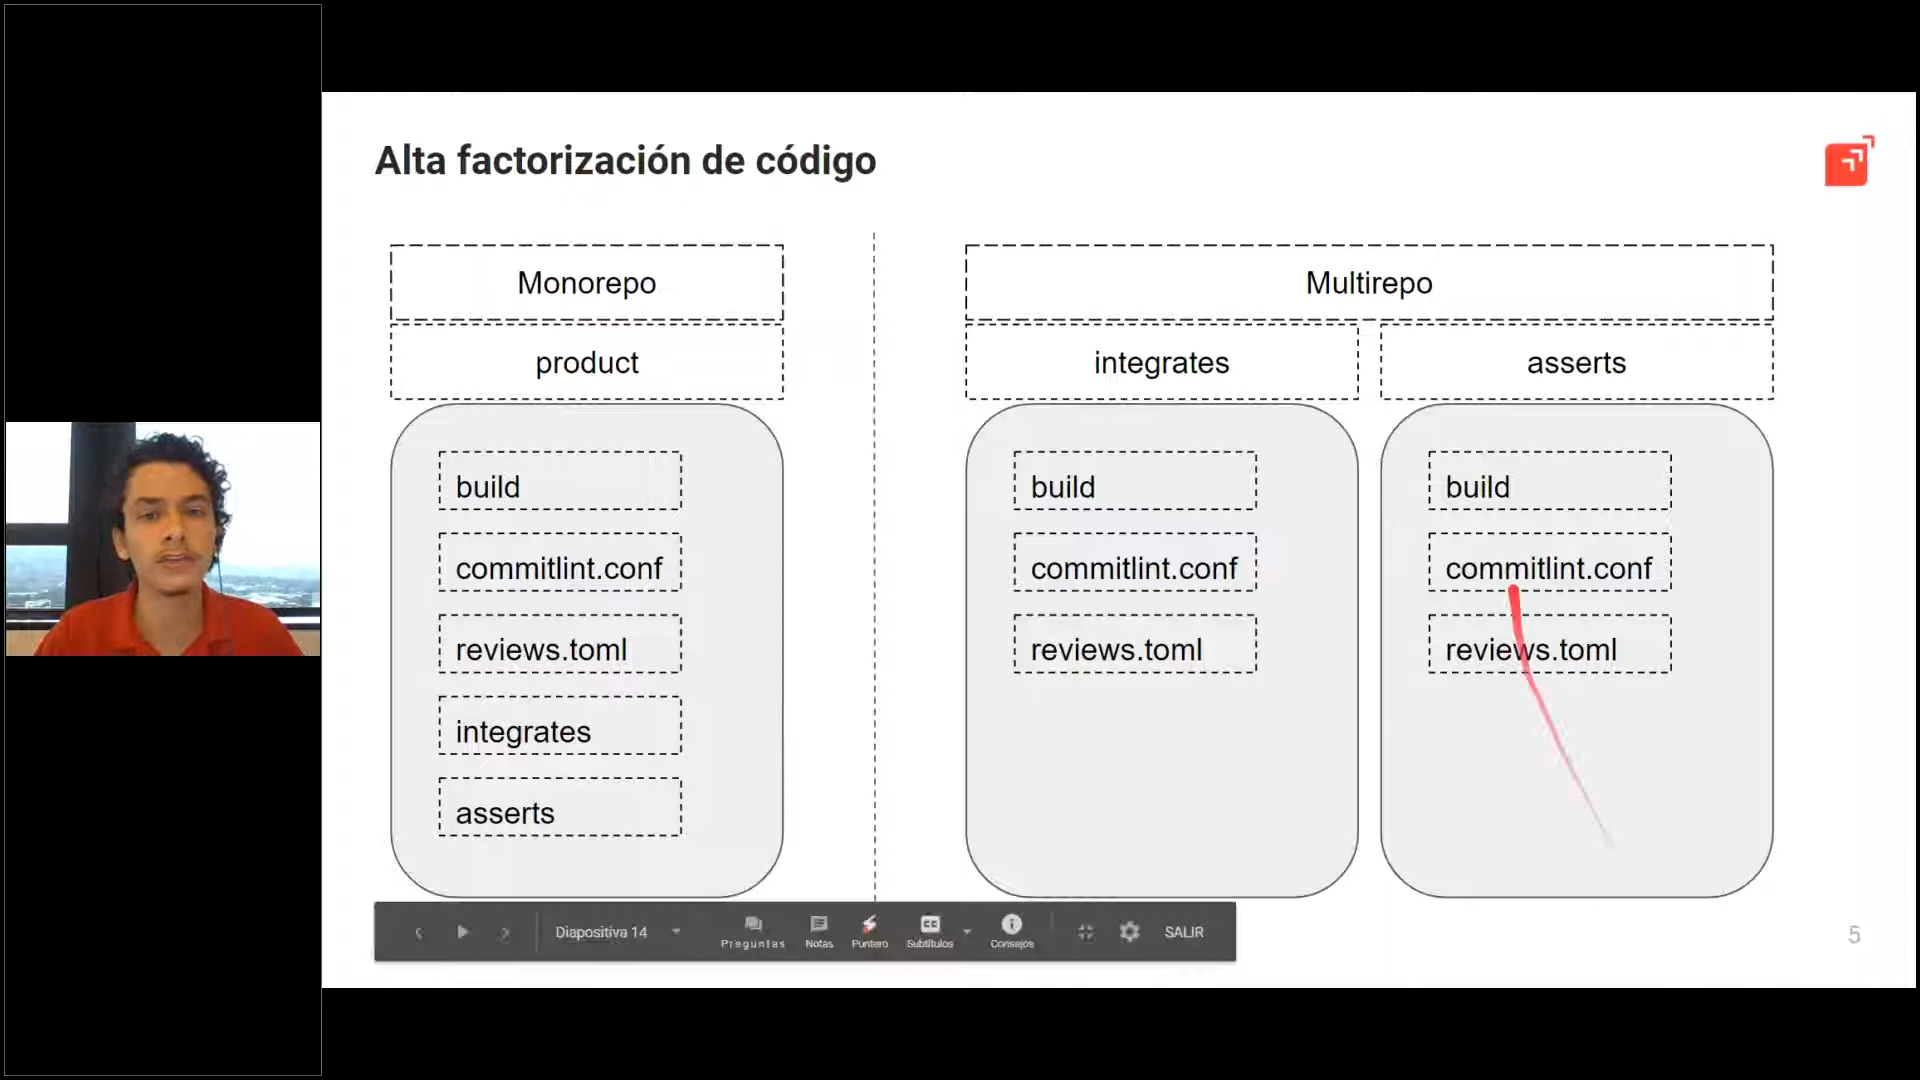 Alta factorización de código
Monorepo
product
build
commitlint.conf
reviews.toml
integrates
asserts
Multirepo
integrates
asserts
build
commitlint.conf
reviews.toml
build
commitlint.conf
reviews.toml
Diapositiva 14
Preguntas
Notas
Puntero
CC
Subtítulos
Consejos
SALIR
5